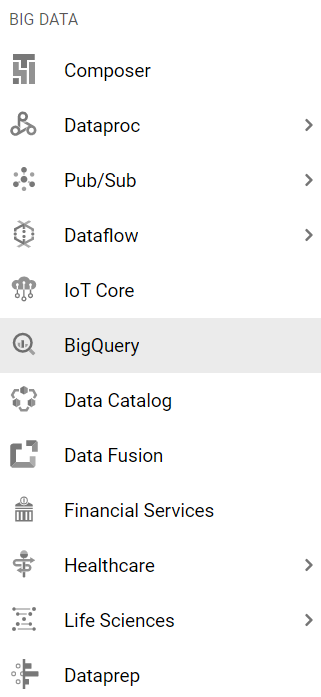 BIG DATA
Composer
Dataproc
Pub/Sub
Dataflow
IoT Core
BigQuery
Data Catalog
Data Fusion
Financial Services
Healthcare
Life Sciences
Dataprep